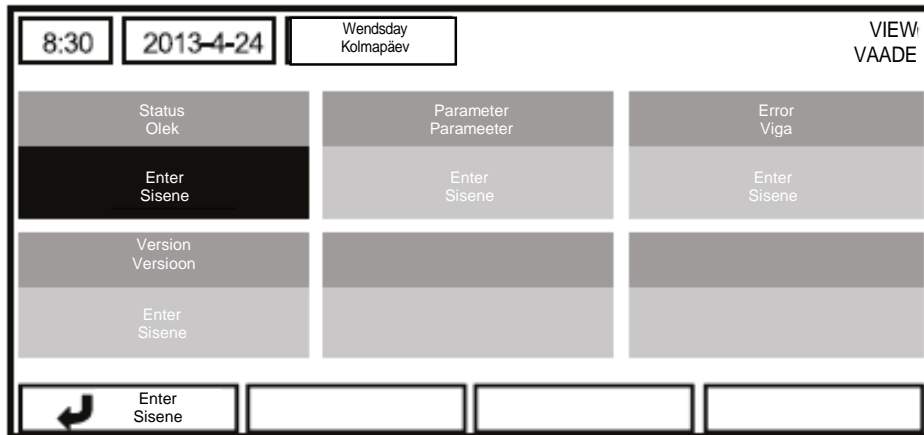 8:30
2013-4-24
Wendsday
Kolmapäev
VIEW
VAADE
Status
Olek
Parameter
Parameeter
Error
Viga
Enter
Sisene
Enter
Sisene
Enter
Sisene
Version
Versioon
Enter
Sisene
Enter
Sisene